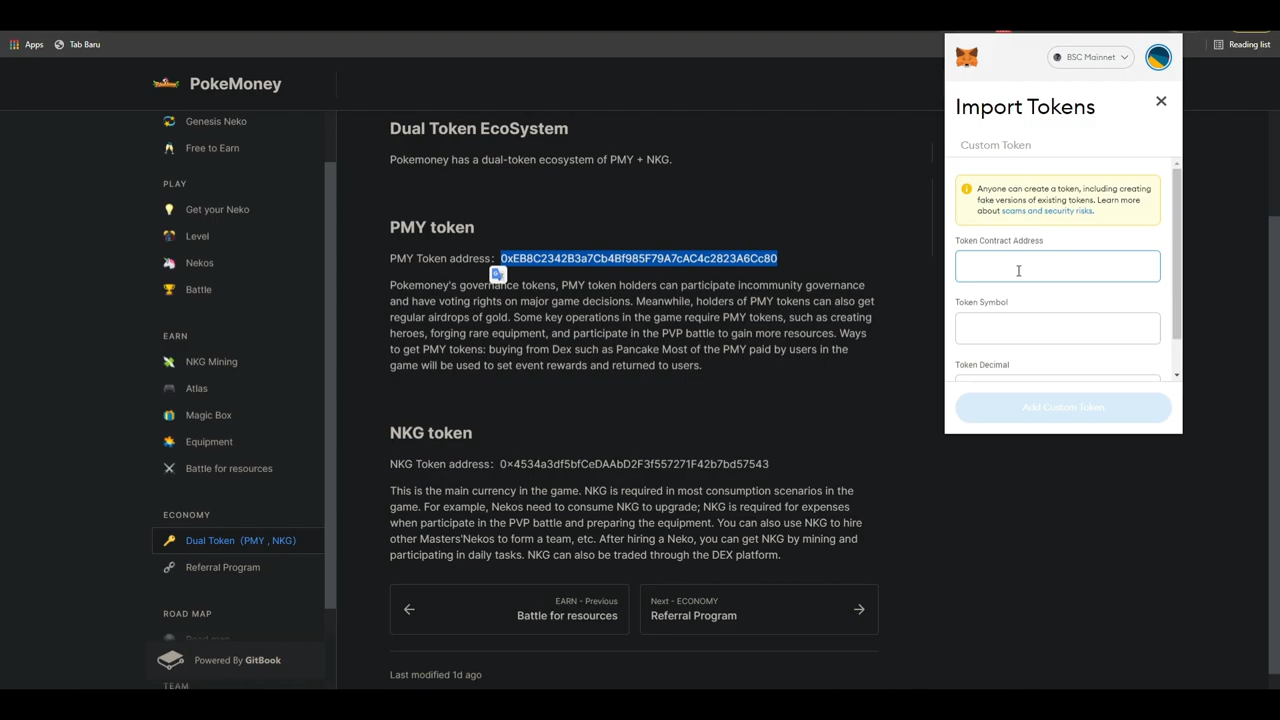 Apps
Tab Baru
Reading list
PokeMoney
Genesis Neko
Free to Earn
PLAY
Get your Neko
Level
Nekos
Battle
EARN
NKG Mining
Atlas
Magic Box
Equipment
Battle for resources
ECONOMY
Dual Token（PMY , NKG）
Referral Program
ROAD MAP
Road map
Powered By GitBook
TEAM
Dual Token EcoSystem
Pokemoney has a dual-token ecosystem of PMY + NKG.
PMY token
PMY Token address：0xEB8C2342B3a7Cb4Bf985F79A7cAC4c2823A6Cc80
Pokemoney's governance tokens, PMY token holders can participate incommunity governance
and have voting rights on major game decisions. Meanwhile, holders of PMY tokens can also get
regular airdrops of gold. Some key operations in the game require PMY tokens, such as creating
heroes, forging rare equipment, and participate in the PVP battle to gain more resources. Ways
to get PMY tokens: buying from Dex such as Pancake Most of the PMY paid by users in the
game will be used to set event rewards and returned to users.
NKG token
NKG Token address：0×4534a3df5bfCeDAAbD2F3f557271F42b7bd57543
This is the main currency in the game. NKG is required in most consumption scenarios in the
game. For example, Nekos need to consume NKG to upgrade; NKG is required for expenses
when participate in the PVP battle and preparing the equipment. You can also use NKG to hire
other Masters'Nekos to form a team, etc. After hiring a Neko, you can get NKG by mining and
participating in daily tasks. NKG can also be traded through the DEX platform.
EARN - Previous
Battle for resources
Next - ECONOMY
Referral Program
Last modified 1d ago
BSC Mainnet
Import Tokens
Custom Token
Anyone can create a token, including creating
fake versions of existing tokens. Learn more
about scams and security risks.
Token Contract Address
Token Symbol
Token Decimal
Add Custom Token